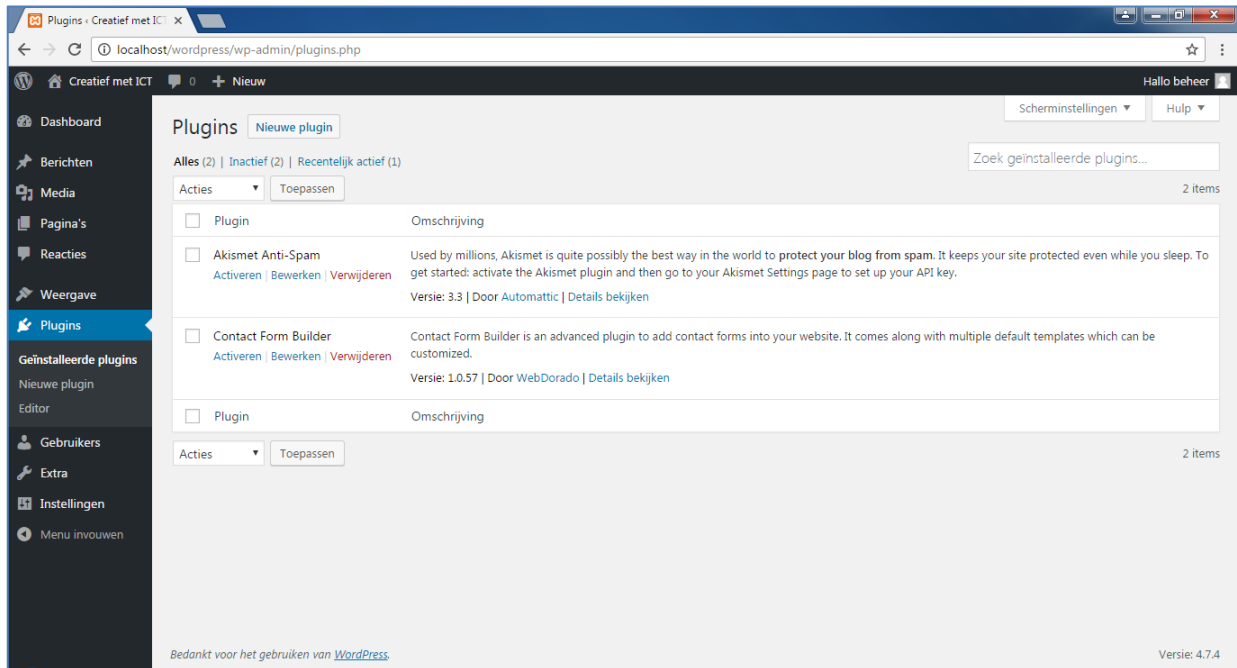 Plugins ‹ Creatief met IC
localhost/wordpress/wp-admin/plugins.php
Creatief met ICT 0 Nieuw Hallo beheer
Scherminstellingen Hulp
Dashboard
Berichten
Media
Pagina's
Reacties
Weergave
Plugins
Geïnstalleerde plugins
Nieuwe plugin
Editor
Gebruikers
Extra
Instellingen
Menu invouwen
Plugins Nieuwe plugin
Alles (2) | Inactief (2) | Recentelijk actief (1)
Zoek geïnstalleerde plugins...
Acties Toepassen 2 items
Plugin Omschrijving
Akismet Anti-Spam
Activeren | Bewerken | Verwijderen
Used by millions, Akismet is quite possibly the best way in the world to protect your blog from spam. It keeps your site protected even while you sleep. To
get started: activate the Akismet plugin and then go to your Akismet Settings page to set up your API key.
Versie: 3.3 | Door Automattic | Details bekijken
Contact Form Builder
Activeren | Bewerken | Verwijderen
Contact Form Builder is an advanced plugin to add contact forms into your website. It comes along with multiple default templates which can be
customized.
Versie: 1.0.57 | Door WebDorado | Details bekijken
Plugin Omschrijving
Acties Toepassen 2 items
Bedankt voor het gebruiken van WordPress. Versie: 4.7.4